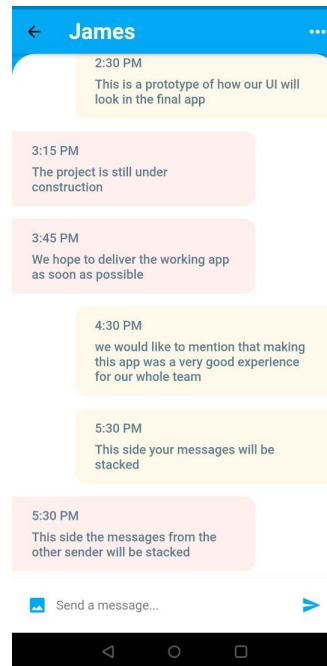 James
2:30 PM
This is a prototype of how our UI will
look in the final app
3:15 PM
The project is still under
construction
3:45 PM
We hope to deliver the working app
as soon as possible
4:30 PM
we would like to mention that making
this app was a very good experience
for our whole team
5:30 PM
This side your messages will be
stacked
5:30 PM
This side the messages from the
other sender will be stacked
Send a message...